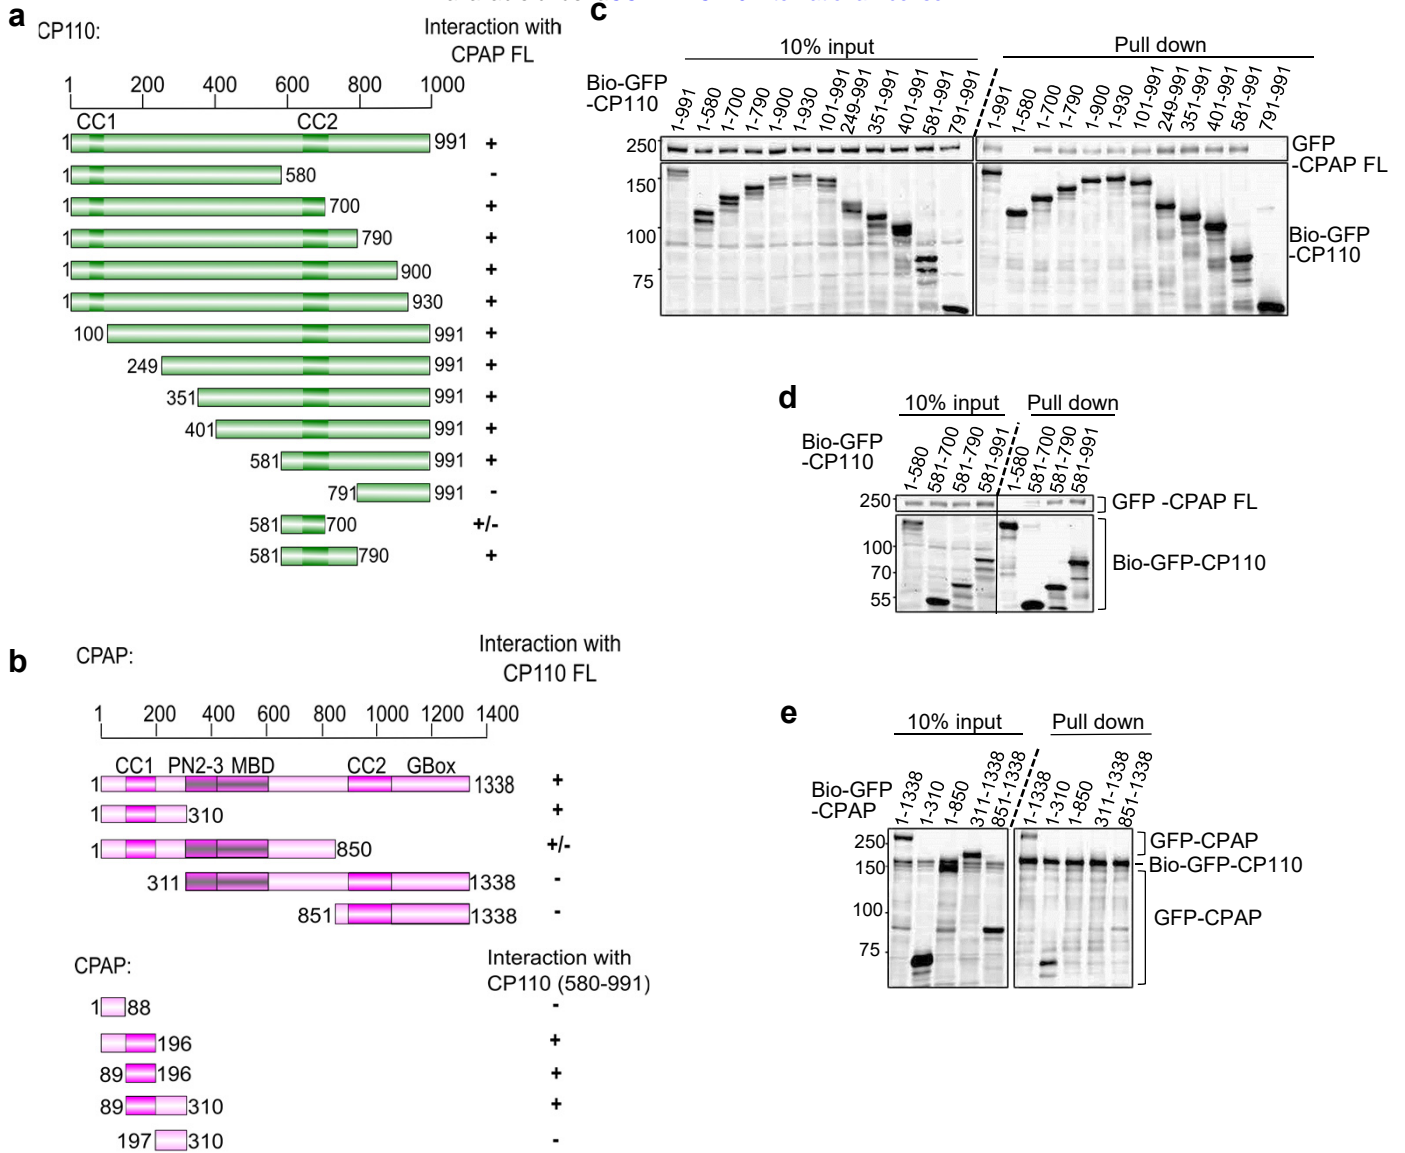 a
CP110:
Interaction with
CPAP FL
1 200 400 600 800 1000
CC1 CC2
1 991 +
1 580 -
1 700 +
1 790 +
1 900 +
1 930 +
100 991 +
249 991 +
351 991 +
401 991 +
581 991 +
791 991 -
581 700 +/-
581 790 +
b
CPAP:
Interaction with
CP110 FL
1 200 400 600 800 1000 1200 1400
CC1 PN2-3 MBD CC2 GBox
1 1338 +
1 310 +
1 850 +/-
311 1338 -
851 1338 -
CPAP:
Interaction with
CP110 (580-991)
1 88 -
196 +
89 196 +
89 310 +
197 310 -
c
10% input Pull down
Bio-GFP
-CP110
1-991 1-580 1-700 1-790 1-900 1-930 101-991 249-991 351-991 401-991 581-991 791-991
1-991 1-580 1-700 1-790 1-900 1-930 101-991 249-991 351-991 401-991 581-991 791-991
250
150
100
75
GFP
-CPAP FL
Bio-GFP
-CP110
d
10% input Pull down
Bio-GFP
-CP110
1-580 581-700 581-790 581-991 1-580 581-700 581-790 581-991
250
100
70
55
GFP -CPAP FL
Bio-GFP-CP110
e
10% input Pull down
Bio-GFP
-CPAP
1-1338 1-310 1-850 311-1338 851-1338 1-1338 1-310 1-850 311-1338 851-1338
250
150
100
75
GFP-CPAP
Bio-GFP-CP110
GFP-CPAP